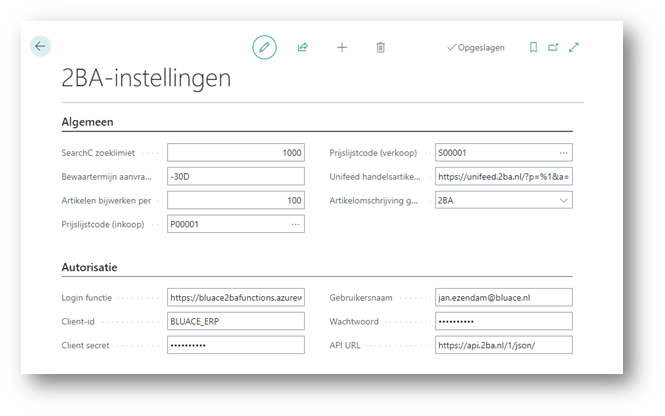 Opgeslagen
2BA-instellingen
Algemeen
SearchC zoeklimiet 1000 Prijslijstcode (verkoop) S00001
Bewaartermijn aanvra... -30D Unifeed handelsartike... https://unifeed.2ba.nl/?p=%1&a=
Artikelen bijwerken per 100 Artikelomschrijving g... 2BA
Prijslijstcode (inkoop) P00001
Autorisatie
Login functie https://bluace2bafunctions.azurew Gebruikersnaam jan.ezendam@bluace.nl
Client-id BLUACE_ERP Wachtwoord ••••••••••
Client secret •••••••••• API URL https://api.2ba.nl/1/json/